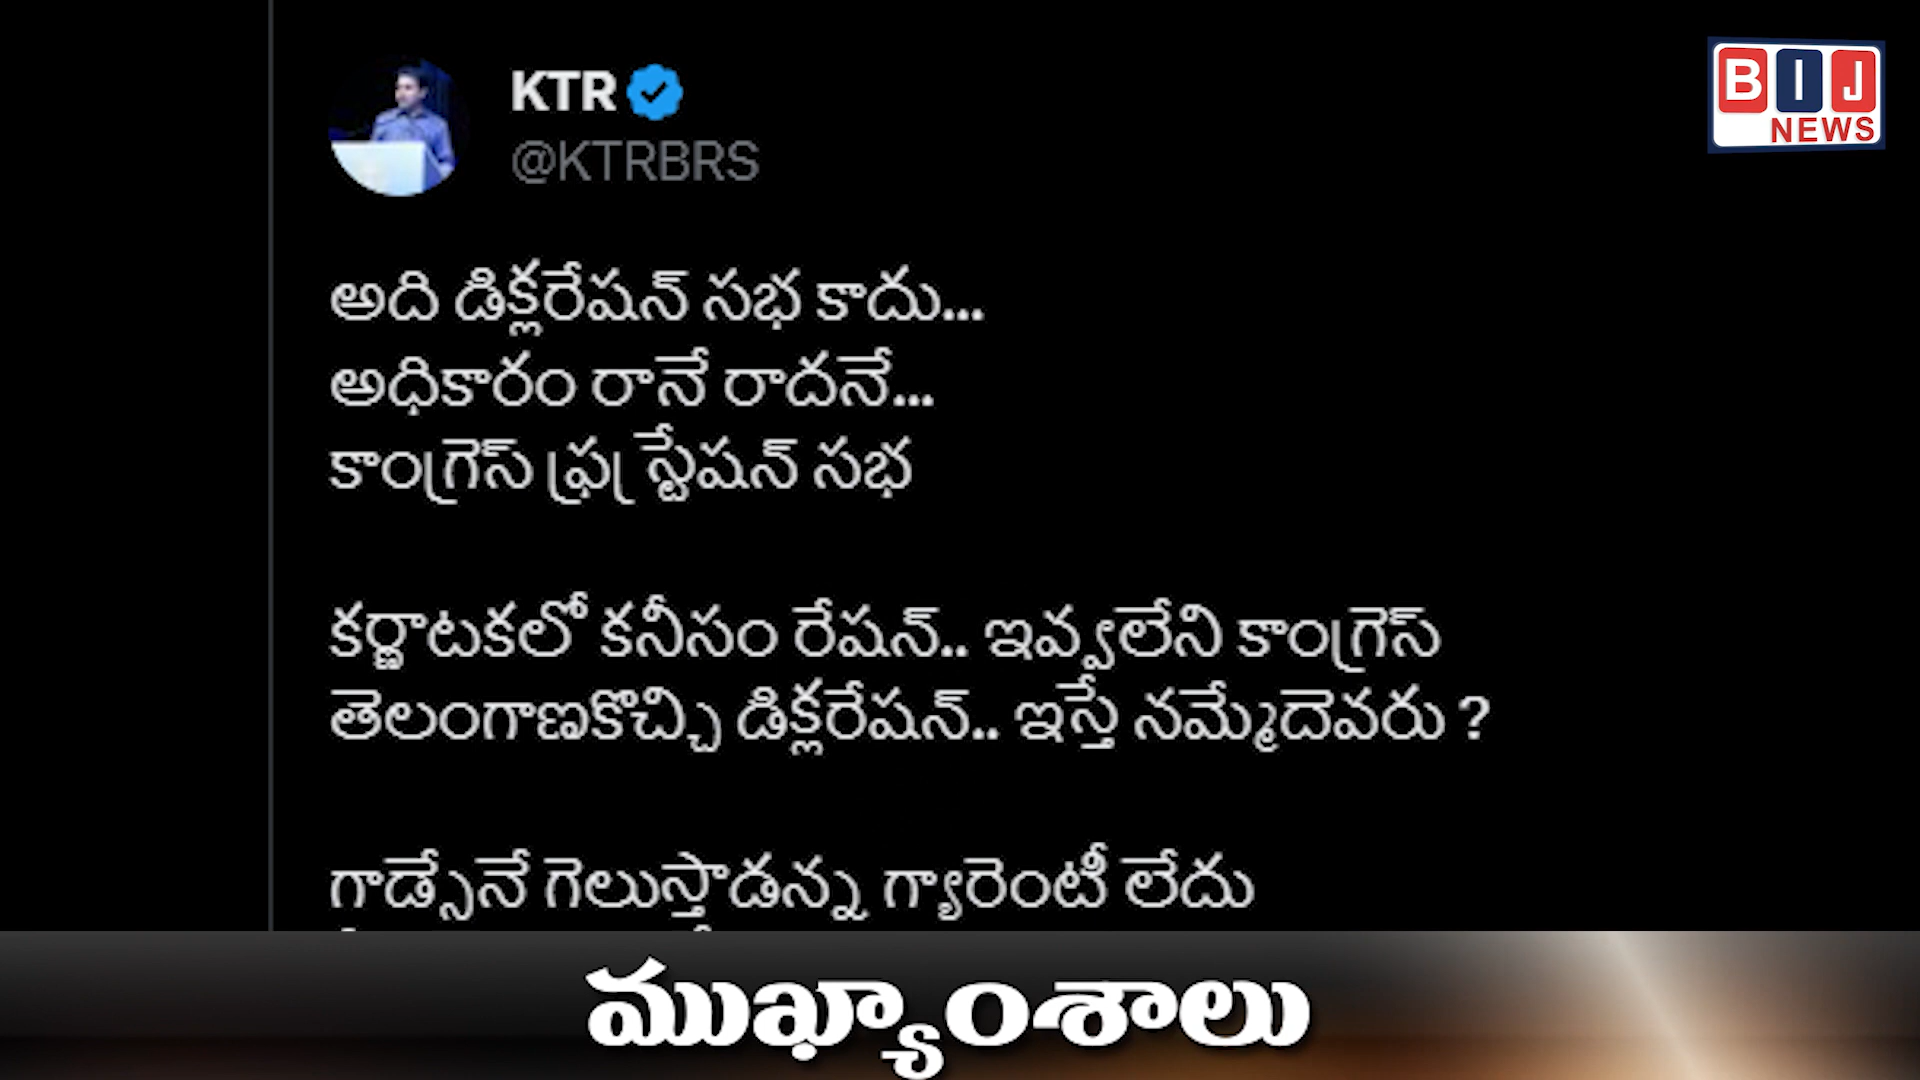 KTR
@KTRBRS
BIJ
NEWS
అది డిక్లరేషన్ సభ కాదు...
అధికారం రానే రాదనే...
కాంగ్రెస్ ఫ్రస్ట్రేషన్ సభ
కర్ణాటకలో కనీసం రేషన్.. ఇవ్వలేని కాంగ్రెస్
తెలంగాణకొచ్చి డిక్లరేషన్.. ఇస్తే నమ్మేదెవరు ?
గాడ్సేనే గెలుస్తాడన్న గ్యారెంటీ లేదు
ముఖ్యాంశాలు